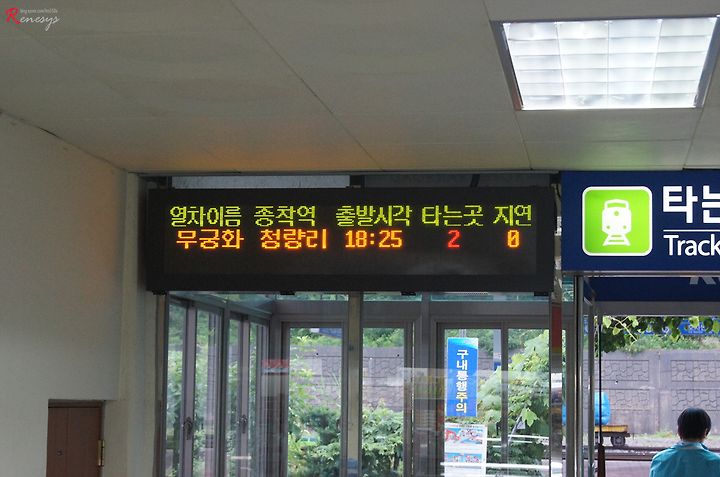 Renesys
열차이름 종착역 출발시각 타는곳 지연
무궁화 청량리 18:25 2 0
타는
Track
구내통행주의